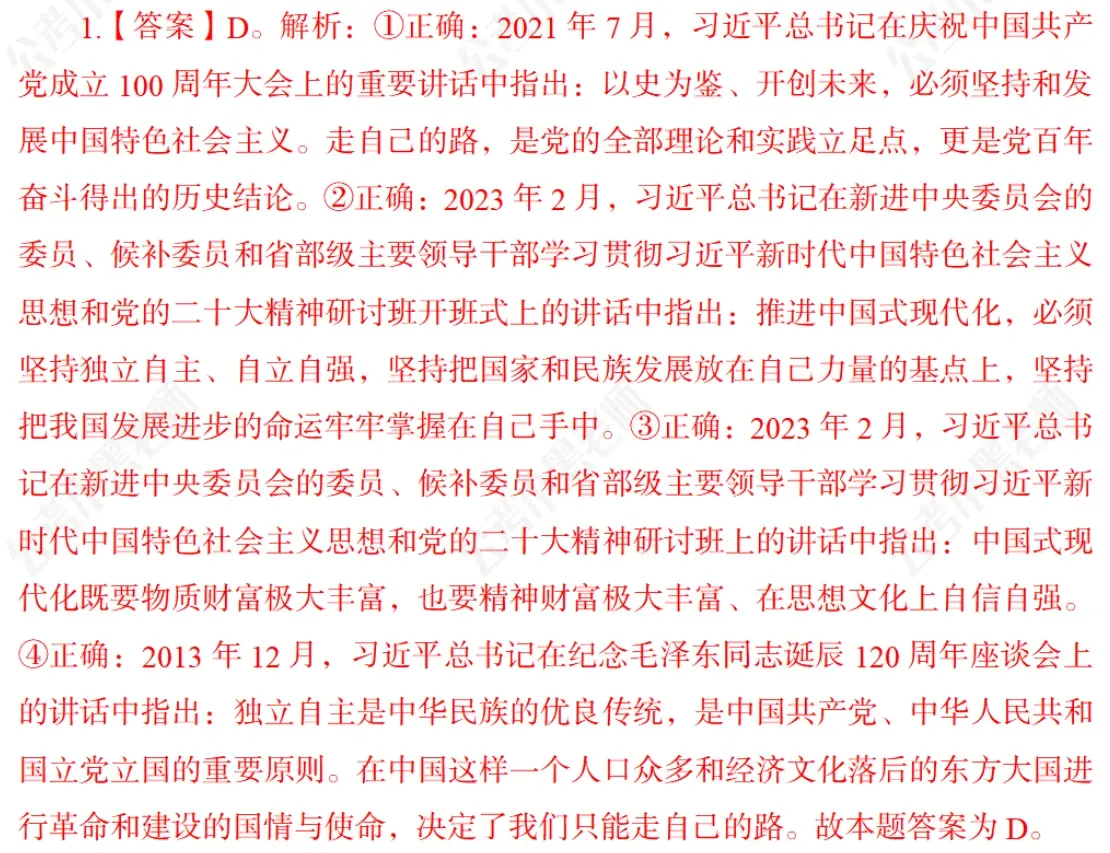 1.【答案】D。解析：①正确：2021 年 7 月，习近平总书记在庆祝中国共产
党成立 100 周年大会上的重要讲话中指出：以史为鉴、开创未来，必须坚持和发
展中国特色社会主义。走自己的路，是党的全部理论和实践立足点，更是党百年
奋斗得出的历史结论。②正确：2023 年 2 月，习近平总书记在新进中央委员会的
委员、候补委员和省部级主要领导干部学习贯彻习近平新时代中国特色社会主义
思想和党的二十大精神研讨班开班式上的讲话中指出：推进中国式现代化，必须
坚持独立自主、自立自强，坚持把国家和民族发展放在自己力量的基点上，坚持
把我国发展进步的命运牢牢掌握在自己手中。③正确：2023 年 2 月，习近平总书
记在新进中央委员会的委员、候补委员和省部级主要领导干部学习贯彻习近平新
时代中国特色社会主义思想和党的二十大精神研讨班上的讲话中指出：中国式现
代化既要物质财富极大丰富，也要精神财富极大丰富、在思想文化上自信自强。
④正确：2013 年 12 月，习近平总书记在纪念毛泽东同志诞辰 120 周年座谈会上
的讲话中指出：独立自主是中华民族的优良传统，是中国共产党、中华人民共和
国立党立国的重要原则。在中国这样一个人口众多和经济文化落后的东方大国进
行革命和建设的国情与使命，决定了我们只能走自己的路。故本题答案为 D。